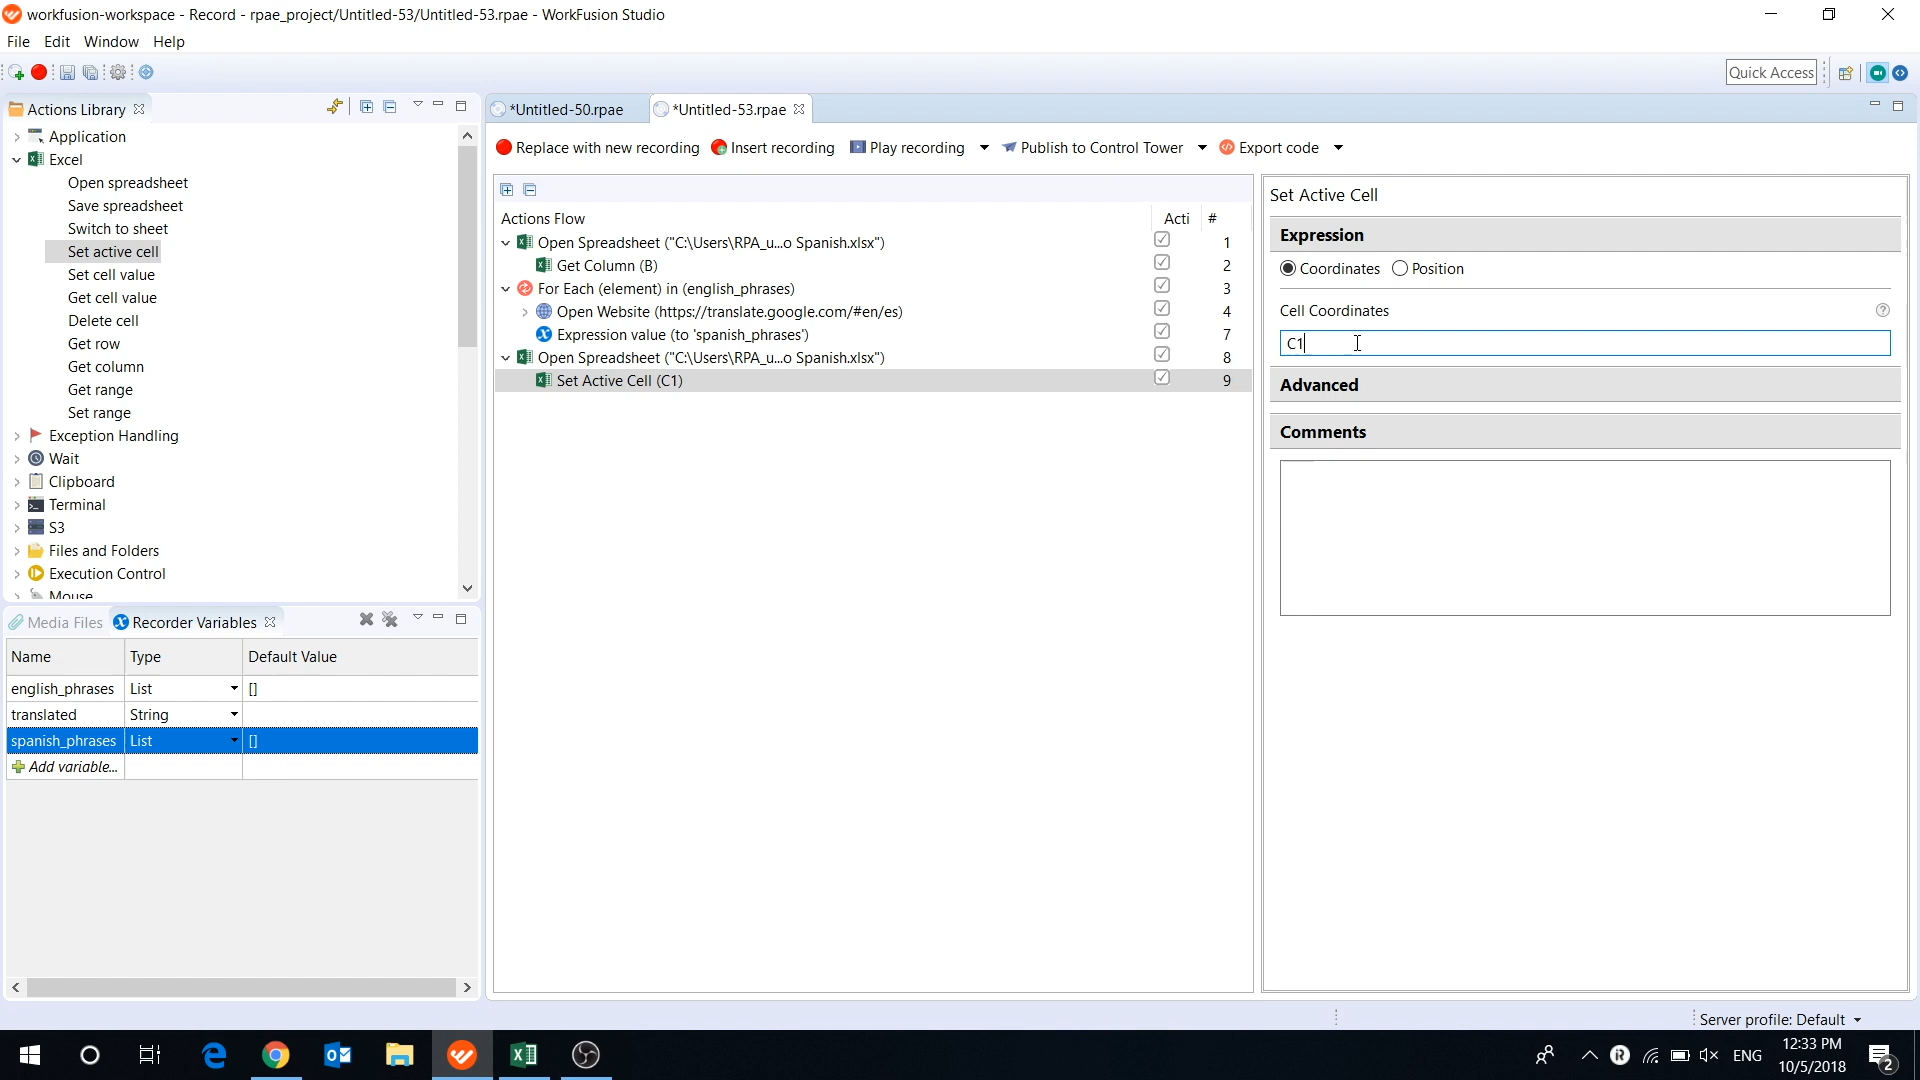 workfusion-workspace - Record - rpae_project/Untitled-53/Untitled-53.rpae - WorkFusion Studio
File Edit Window Help
Quick Access
Actions Library
*Untitled-50.rpae
*Untitled-53.rpae
Replace with new recording
Insert recording
Play recording
Publish to Control Tower
Export code
Application
Excel
Open spreadsheet
Save spreadsheet
Switch to sheet
Set active cell
Set cell value
Get cell value
Delete cell
Get row
Get column
Get range
Set range
Exception Handling
Wait
Clipboard
Terminal
S3
Files and Folders
Execution Control
Mouse
Actions Flow Acti #
Open Spreadsheet ("C:\Users\RPA_u...o Spanish.xlsx") 1
Get Column (B) 2
For Each (element) in (english_phrases) 3
Open Website (https://translate.google.com/#en/es) 4
Expression value (to 'spanish_phrases') 7
Open Spreadsheet ("C:\Users\RPA_u...o Spanish.xlsx") 8
Set Active Cell (C1) 9
Set Active Cell
Expression
Coordinates Position
Cell Coordinates
C1
Advanced
Comments
Media Files
Recorder Variables
Name Type Default Value
english_phrases List []
translated String
spanish_phrases List []
Add variable...
Server profile: Default
ENG
12:33 PM
10/5/2018
2